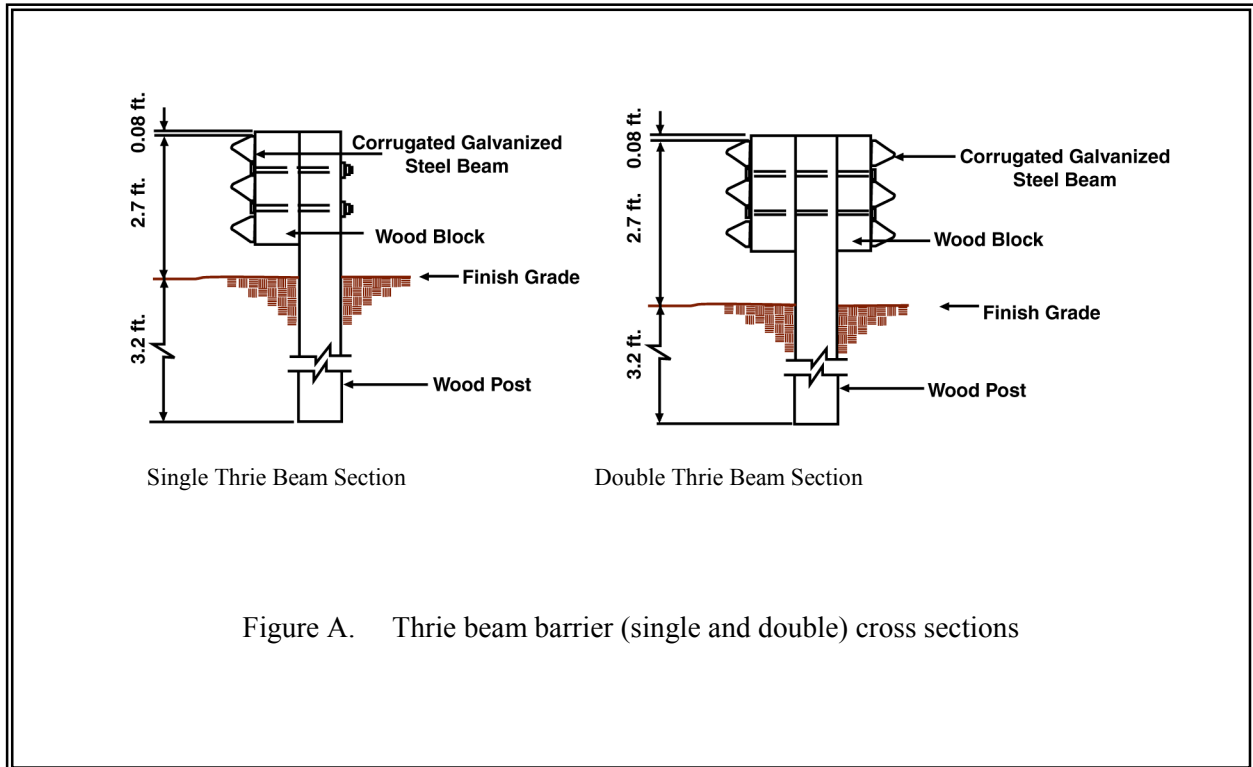 0.08 ft.
2.7 ft.
3.2 ft.
Corrugated Galvanized
Steel Beam
Wood Block
Finish Grade
Wood Post
Single Thrie Beam Section
0.08 ft.
2.7 ft.
3.2 ft.
Corrugated Galvanized
Steel Beam
Wood Block
Finish Grade
Wood Post
Double Thrie Beam Section
Figure A. Thrie beam barrier (single and double) cross sections